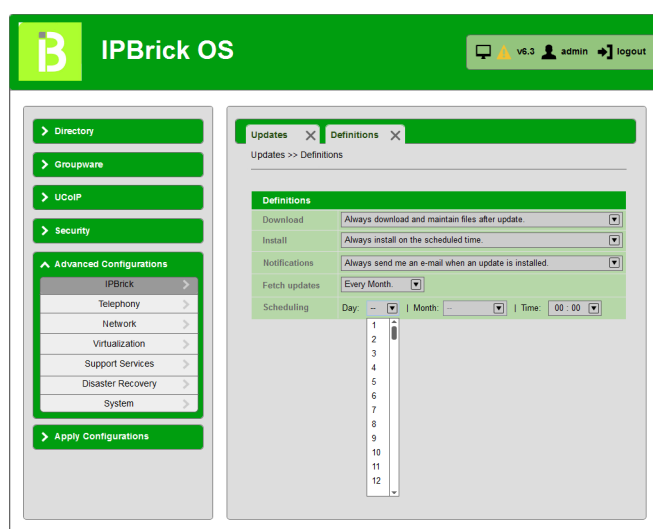 IPBrick OS
v6.3 admin logout
Directory
Groupware
UCoIP
Security
Advanced Configurations
IPBrick
Telephony
Network
Virtualization
Support Services
Disaster Recovery
System
Apply Configurations
Updates Definitions
Updates >> Definitions
Definitions
Download Always download and maintain files after update.
Install Always install on the scheduled time.
Notifications Always send me an e-mail when an update is installed.
Fetch updates Every Month.
Scheduling Day: -- | Month: -- | Time: 00 : 00
1
2
3
4
5
6
7
8
9
10
11
12